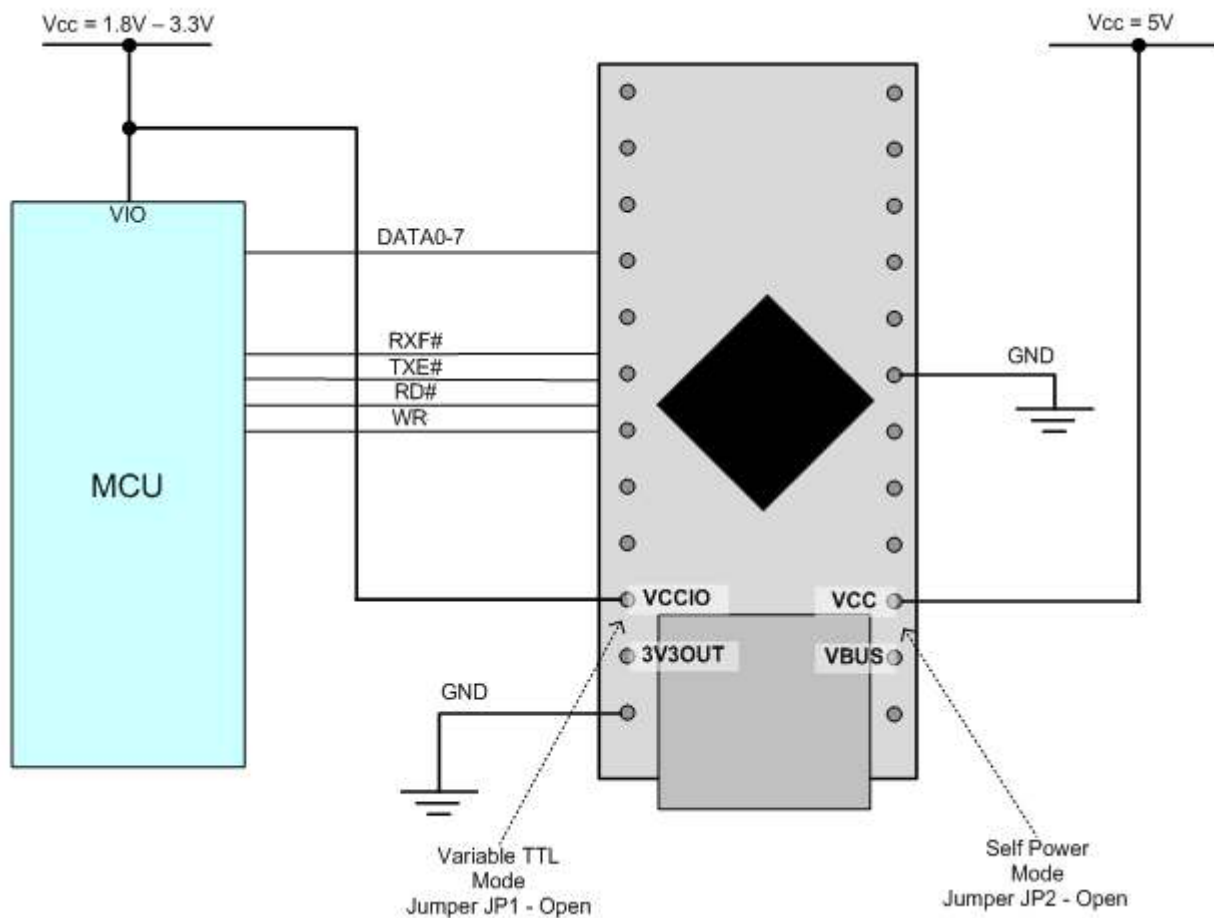 Vcc = 1.8V – 3.3V
Vcc = 5V
VIO
DATA0-7
RXF#
TXE#
RD#
WR
GND
MCU
VCCIO
VCC
3V3OUT
VBUS
GND
Variable TTL
Mode
Jumper JP1 - Open
Self Power
Mode
Jumper JP2 - Open